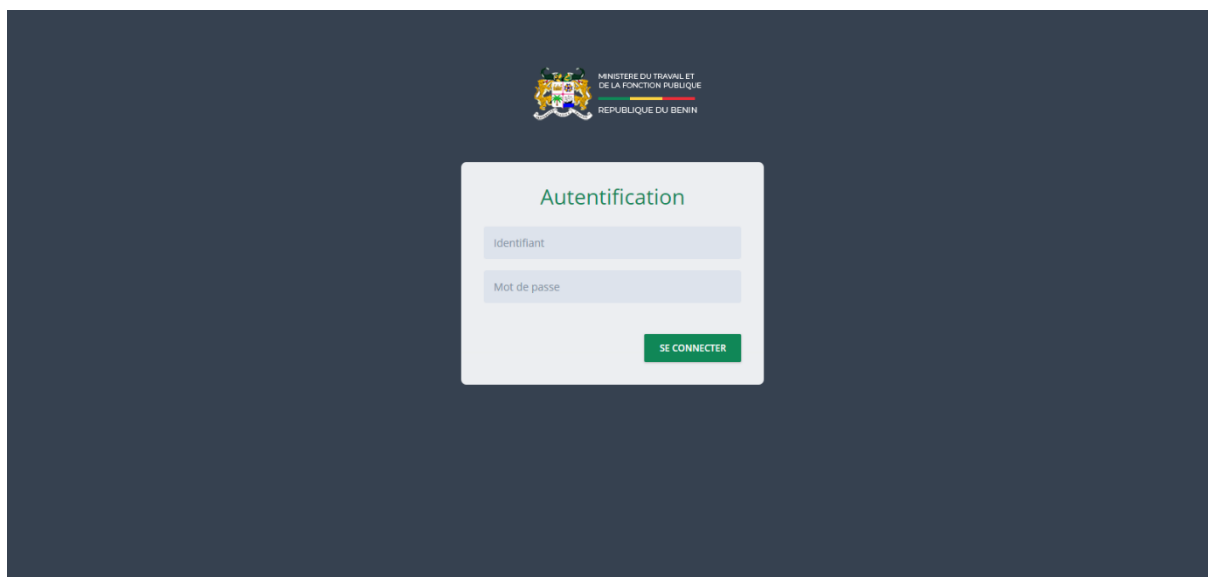 MINISTERE DU TRAVAIL ET
DE LA FONCTION PUBLIQUE
REPUBLIQUE DU BENIN
Autentification
Identifiant
Mot de passe
SE CONNECTER